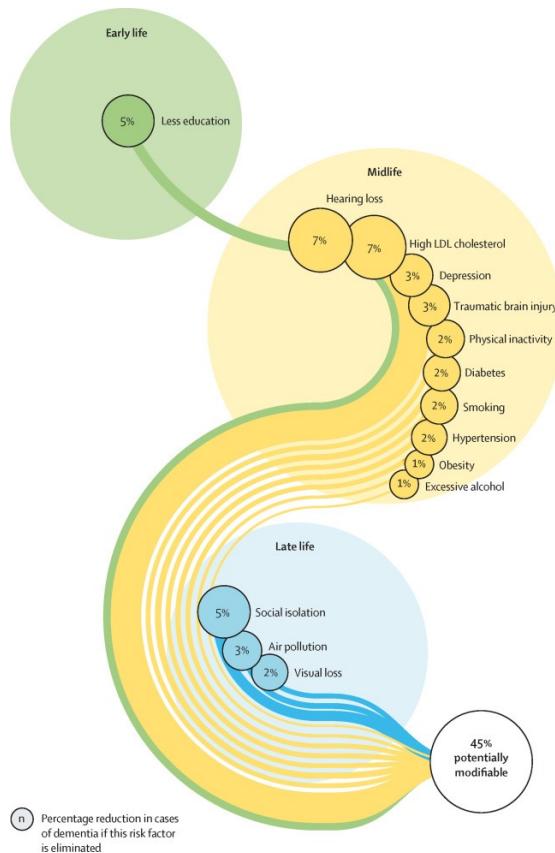 Early life
5%
Less education
Midlife
Hearing loss
7%
7%
High LDL cholesterol
3%
Depression
3%
Traumatic brain injury
2%
Physical inactivity
2%
Diabetes
2%
Smoking
2%
Hypertension
1%
Obesity
1%
Excessive alcohol
Late life
5%
Social isolation
3%
Air pollution
2%
Visual loss
45%
potentially
modifiable
n
Percentage reduction in cases
of dementia if this risk factor
is eliminated